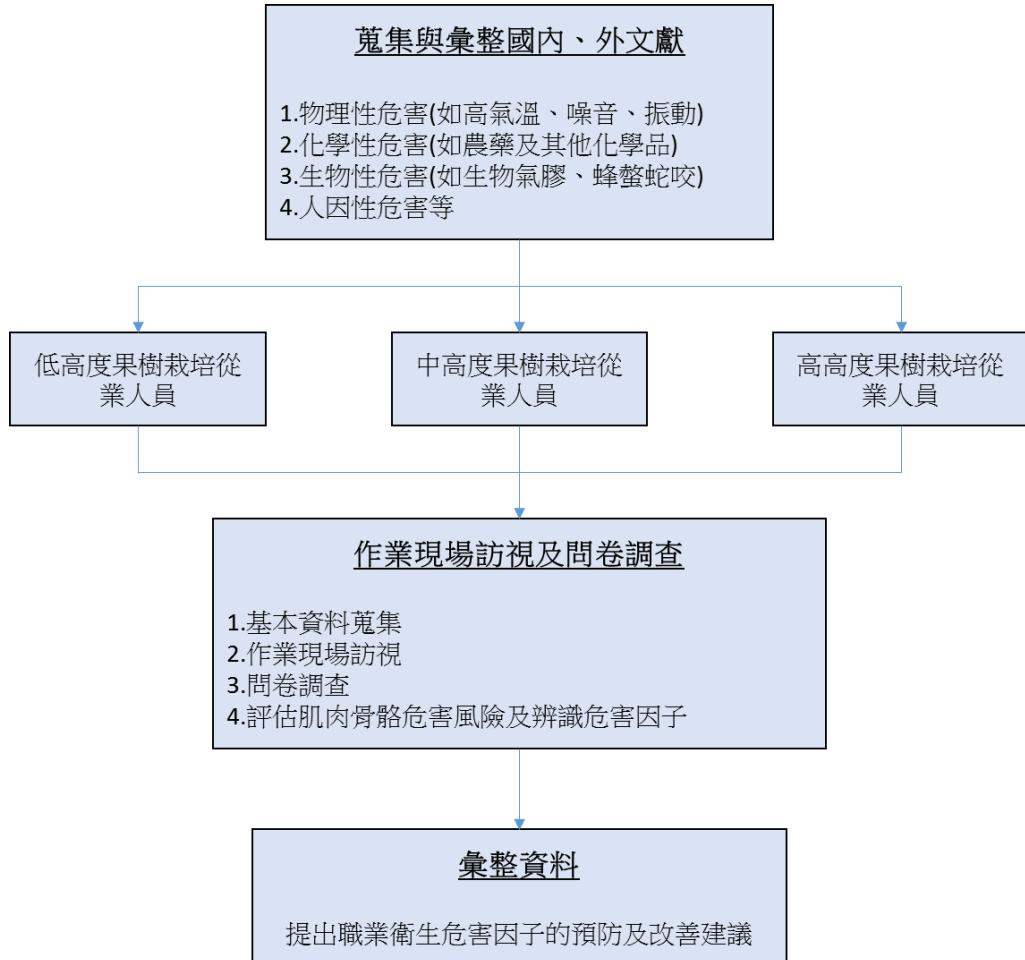 蒐集與彙整國內、外文獻
1.物理性危害(如高氣溫、噪音、振動)
2.化學性危害(如農藥及其他化學品)
3.生物性危害(如生物氣膠、蜂螫蛇咬)
4.人因性危害等
低高度果樹栽培從
業人員
中高度果樹栽培從
業人員
高高度果樹栽培從
業人員
作業現場訪視及問卷調查
1.基本資料蒐集
2.作業現場訪視
3.問卷調查
4.評估肌肉骨骼危害風險及辨識危害因子
彙整資料
提出職業衛生危害因子的預防及改善建議